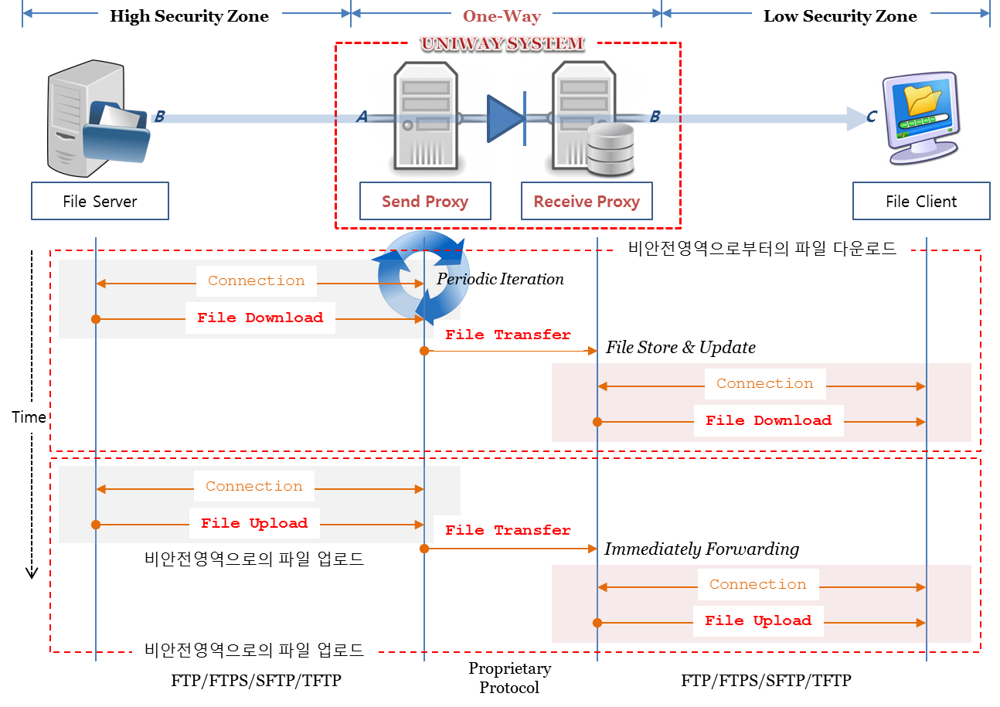 High Security Zone
One-Way
Low Security Zone
UNIWAY SYSTEM
B
A
B
C
File Server
Send Proxy
Receive Proxy
File Client
비안전영역으로부터의 파일 다운로드
Connection
Periodic Iteration
File Download
File Transfer
File Store & Update
Connection
Time
File Download
Connection
File Upload
File Transfer
비안전영역으로의 파일 업로드
Immediately Forwarding
Connection
File Upload
비안전영역으로의 파일 업로드
FTP/FTPS/SFTP/TFTP
Proprietary
Protocol
FTP/FTPS/SFTP/TFTP